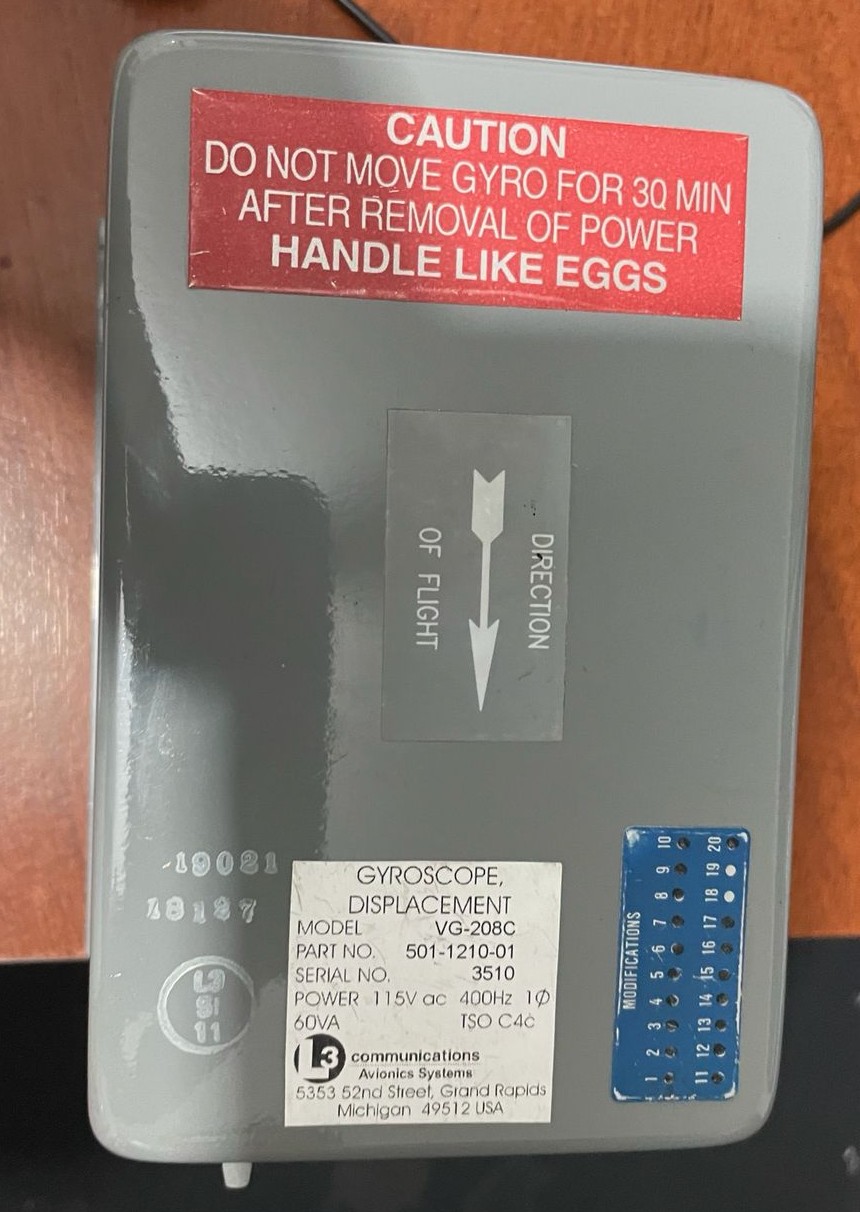 CAUTION
DO NOT MOVE GYRO FOR 30 MIN
AFTER REMOVAL OF POWER
HANDLE LIKE EGGS
DIRECTION
OF FLIGHT
19021
18127
L3
SI
11
GYROSCOPE,
DISPLACEMENT
MODEL VG-208C
PART NO. 501-1210-01
SERIAL NO. 3510
POWER 115V ac 400Hz 1Ø
60VA TSO C4c
L3 communications
Avionics Systems
5353 52nd Street, Grand Rapids
Michigan 49512 USA
MODIFICATIONS
1 2 3 4 5 6 7 8 9 10
11 12 13 14 15 16 17 18 19 20